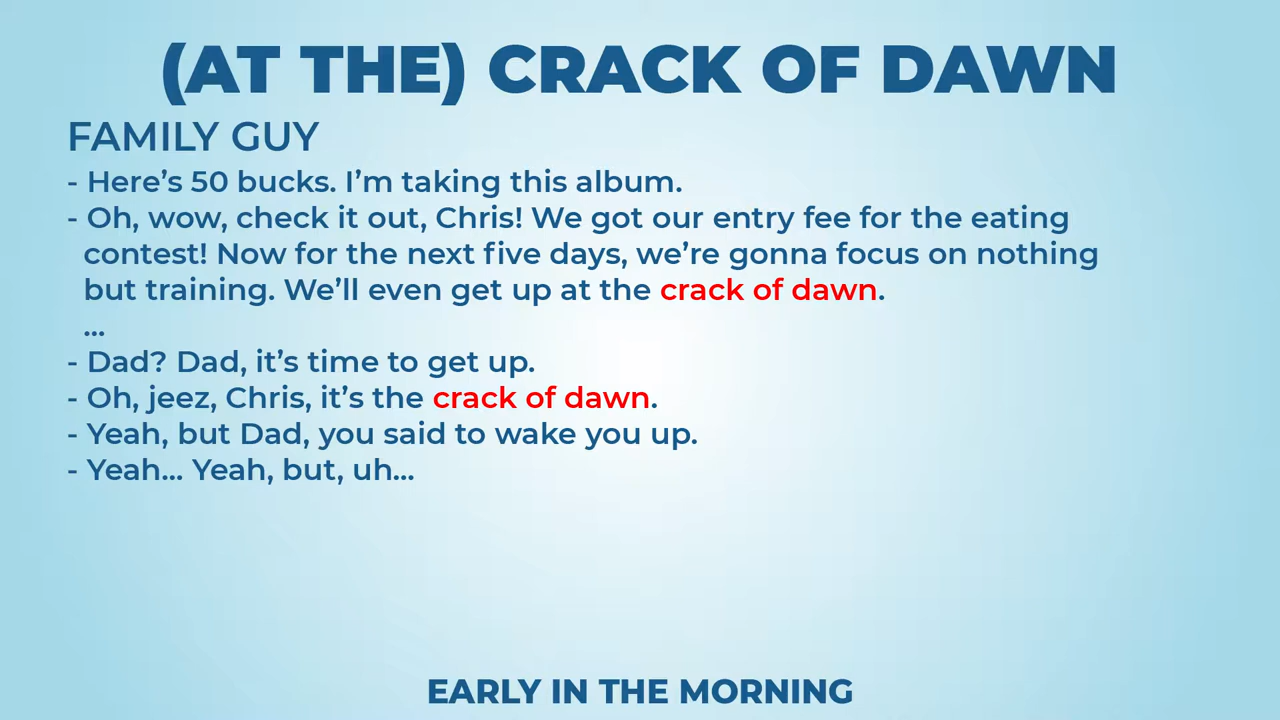 (AT THE) CRACK OF DAWN
FAMILY GUY
- Here’s 50 bucks. I’m taking this album.
- Oh, wow, check it out, Chris! We got our entry fee for the eating
contest! Now for the next five days, we’re gonna focus on nothing
but training. We’ll even get up at the crack of dawn.
...
- Dad? Dad, it’s time to get up.
- Oh, jeez, Chris, it’s the crack of dawn.
- Yeah, but Dad, you said to wake you up.
- Yeah... Yeah, but, uh...
EARLY IN THE MORNING